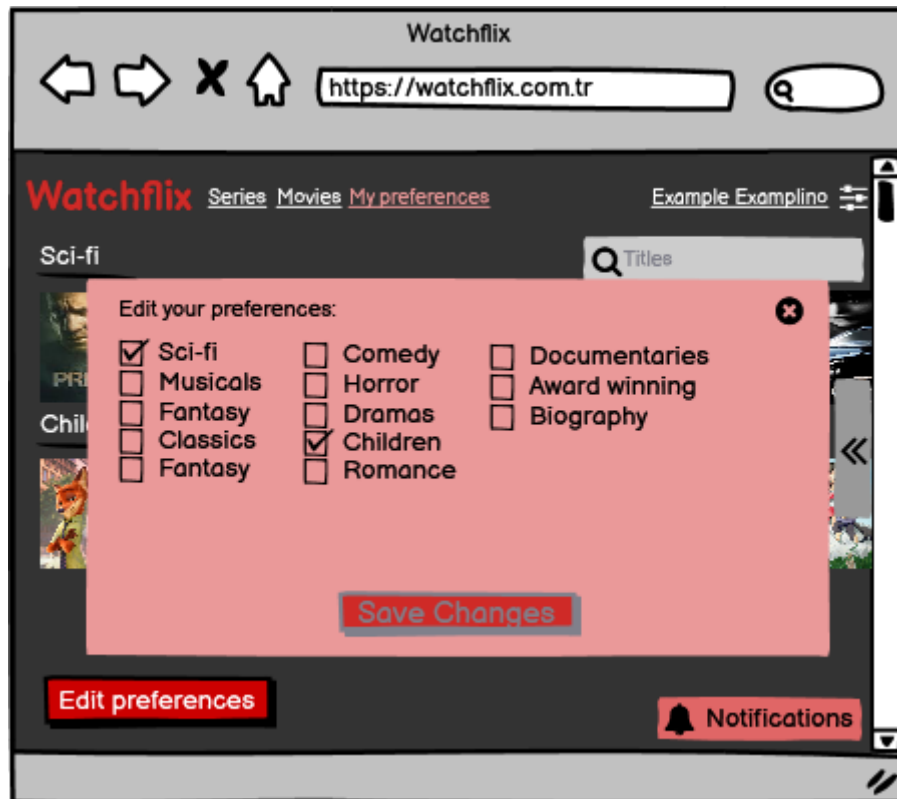 Watchflix
https://watchflix.com.tr
Watchflix Series Movies My preferences Example Examplino
Sci-fi
Titles
Edit your preferences:
Sci-fi Comedy Documentaries
Musicals Horror Award winning
Fantasy Dramas Biography
Classics Children
Fantasy Romance
Save Changes
Edit preferences
Notifications